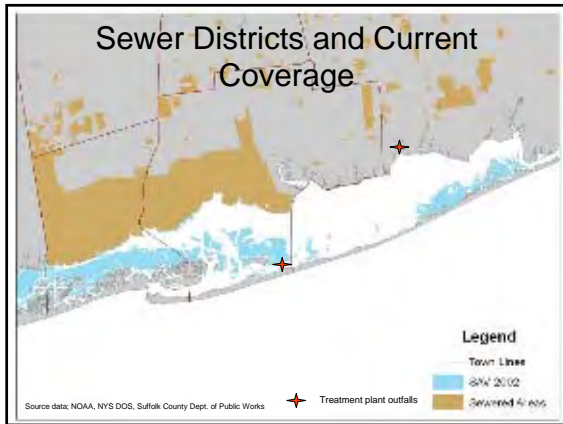 Sewer Districts and Current
Coverage
Legend
Town Lines
SAV 2002
Sewered Areas
Treatment plant outfalls
Source data; NOAA, NYS DOS, Suffolk County Dept. of Public Works